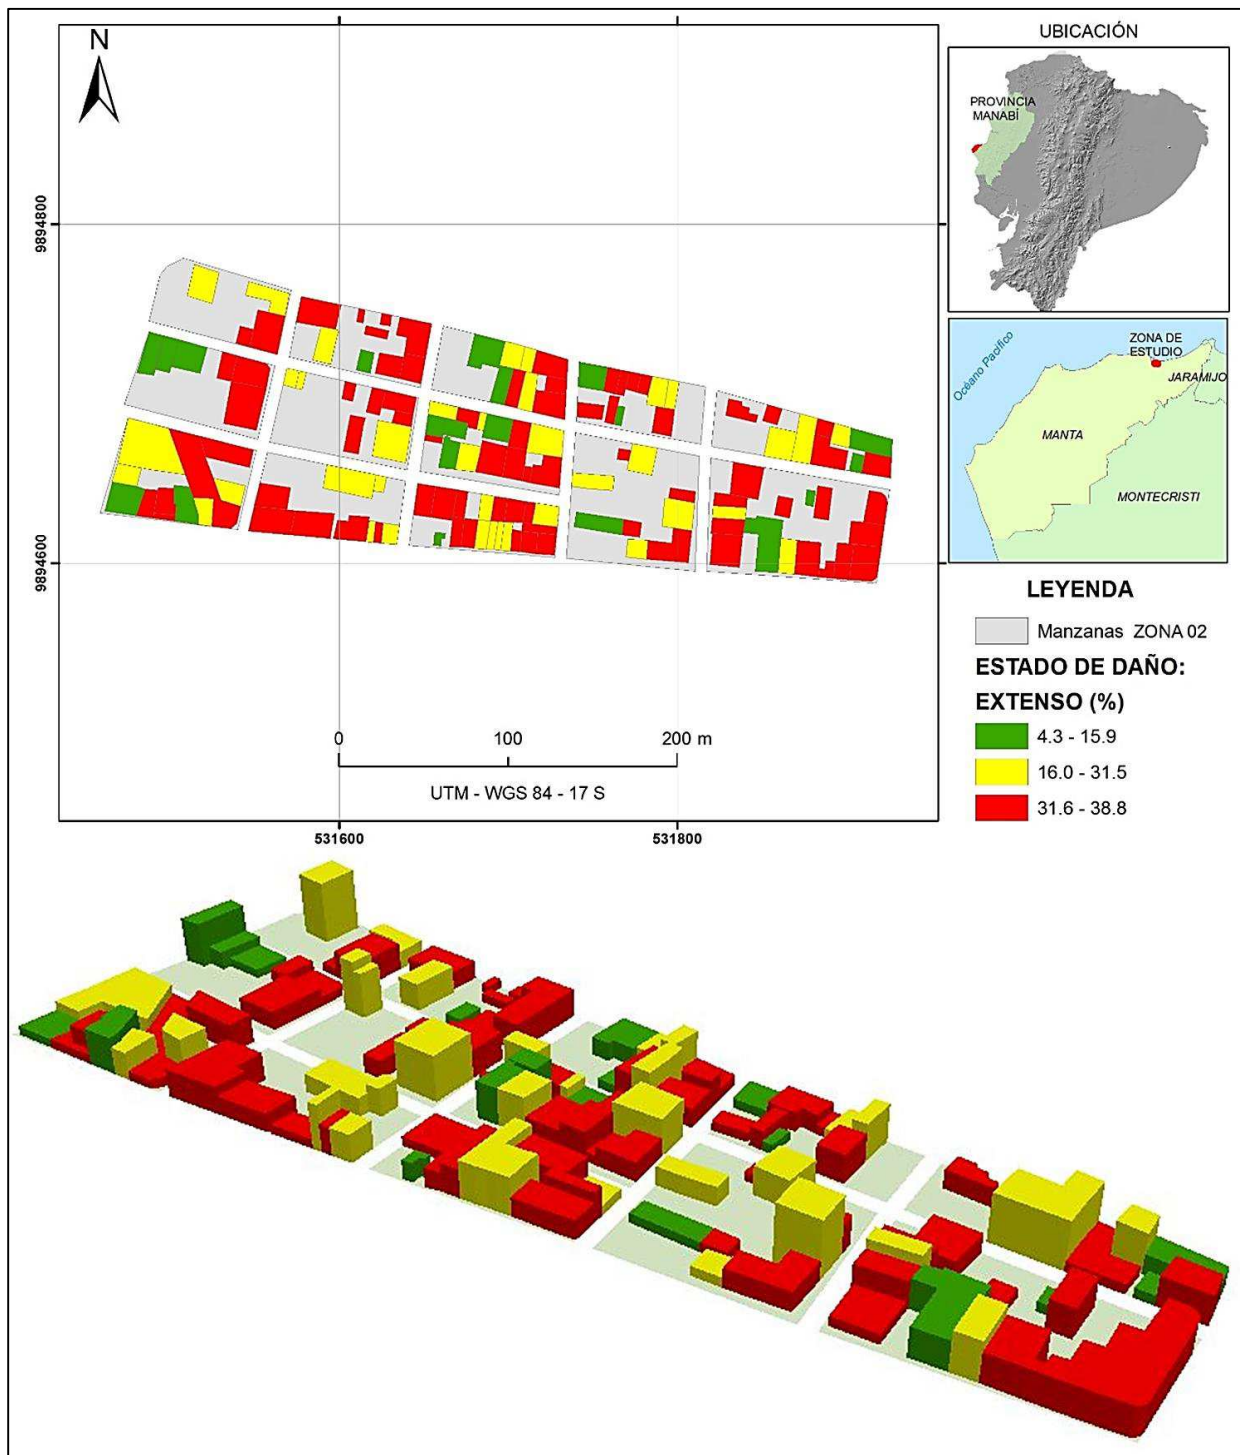 N
9894800
9894600
0 100 200 m
UTM - WGS 84 - 17 S
531600 531800
UBICACIÓN
PROVINCIA
MANABÍ
Océano Pacífico
ZONA DE
ESTUDIO
JARAMIJO
MANTA
MONTECRISTI
LEYENDA
Manzanas ZONA 02
ESTADO DE DAÑO:
EXTENSO (%)
4.3 - 15.9
16.0 - 31.5
31.6 - 38.8